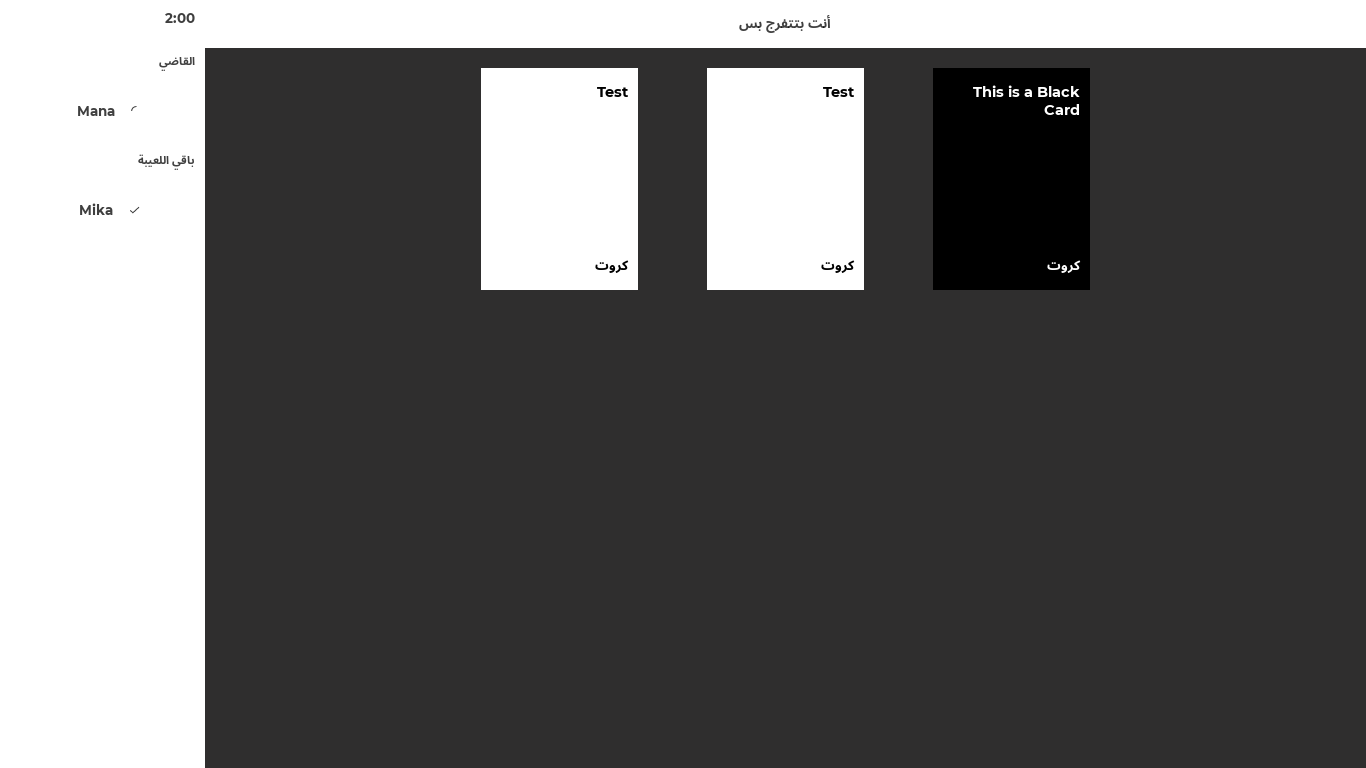 أنت بتتفرج بس
2:00
القاضي
Mana
باقي اللعيبة
Mika
This is a Black
Card
كروت
Test
كروت
Test
كروت